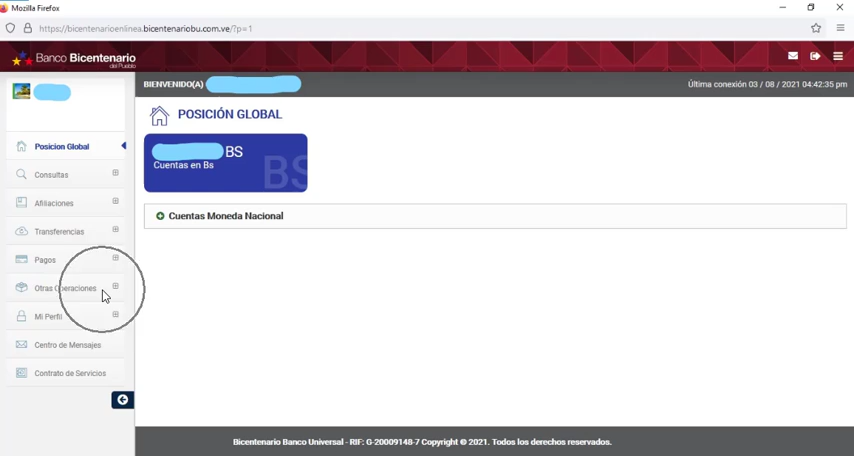 Mozilla Firefox
https://bicentenarioenlinea.bicentenariobu.com.ve/?p=1
Banco Bicentenario
del Pueblo
BIENVENIDO(A)
Última conexión 03 / 08 / 2021 04:42:35 pm
POSICIÓN GLOBAL
BS
Cuentas en Bs
BS
Cuentas Moneda Nacional
Posicion Global
Consultas
Afiliaciones
Transferencias
Pagos
Otras Operaciones
Mi Perfil
Centro de Mensajes
Contrato de Servicios
Bicentenario Banco Universal - RIF: G-20009148-7 Copyright © 2021. Todos los derechos reservados.